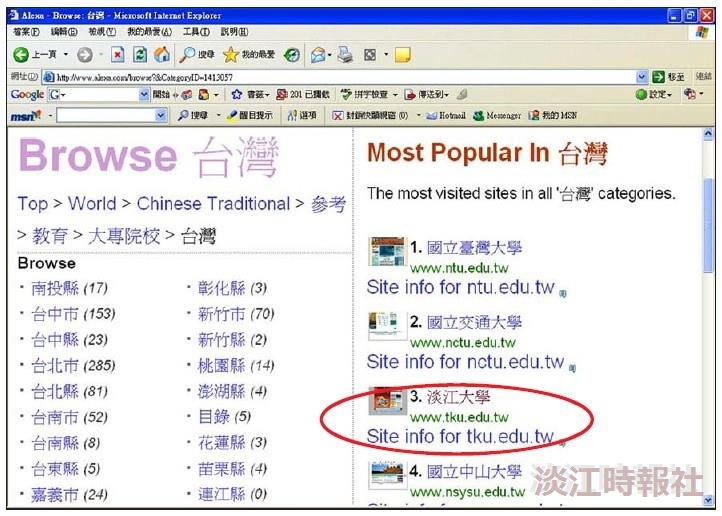 Alexa - Browse: 台灣 - Microsoft Internet Explorer
檔案(F) 編輯(E) 檢視(V) 我的最愛(A) 工具(T) 說明(H)
上一頁 搜尋 我的最愛
網址(D) http://www.alexa.com/browse?&CategoryID=1413057 移至 連結
Google G 開始 書籤 201 已攔截 拼字檢查 傳送到 設定
msn 搜尋 醒目提示 選項 封鎖快顯視窗 (0) Hotmail Messenger 我的 MSN
Browse 台灣
Top > World > Chinese Traditional > 參考
> 教育 > 大專院校 > 台灣
Browse
南投縣 (17)
台中市 (153)
台中縣 (23)
台北市 (285)
台北縣 (81)
台南市 (52)
台南縣 (8)
台東縣 (5)
嘉義市 (24)
彰化縣 (3)
新竹市 (70)
新竹縣 (2)
桃園縣 (14)
澎湖縣 (4)
目錄 (5)
花蓮縣 (3)
苗栗縣 (4)
連江縣 (0)
Most Popular In 台灣
The most visited sites in all '台灣' categories.
1. 國立臺灣大學
www.ntu.edu.tw
Site info for ntu.edu.tw
2. 國立交通大學
www.nctu.edu.tw
Site info for nctu.edu.tw
3. 淡江大學
www.tku.edu.tw
Site info for tku.edu.tw
4. 國立中山大學
www.nsysu.edu.tw
淡江時報社